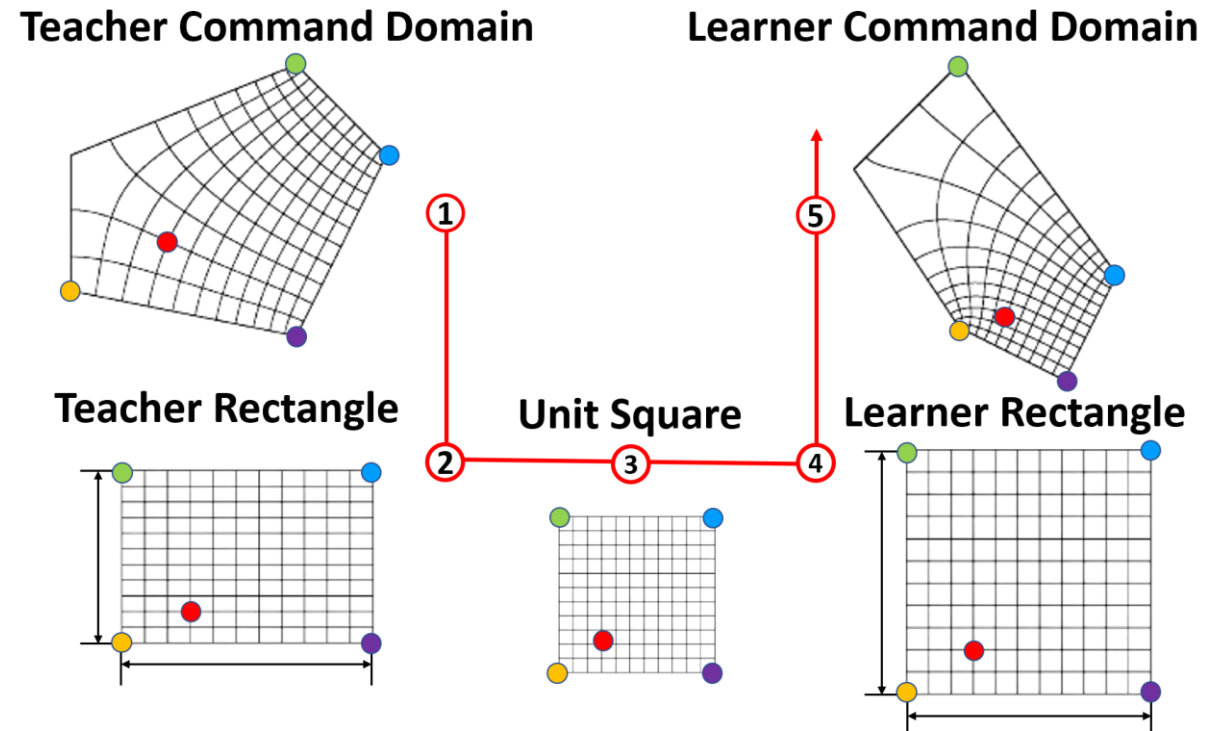 Teacher Command Domain
Learner Command Domain
1
5
Teacher Rectangle
Unit Square
Learner Rectangle
2
3
4